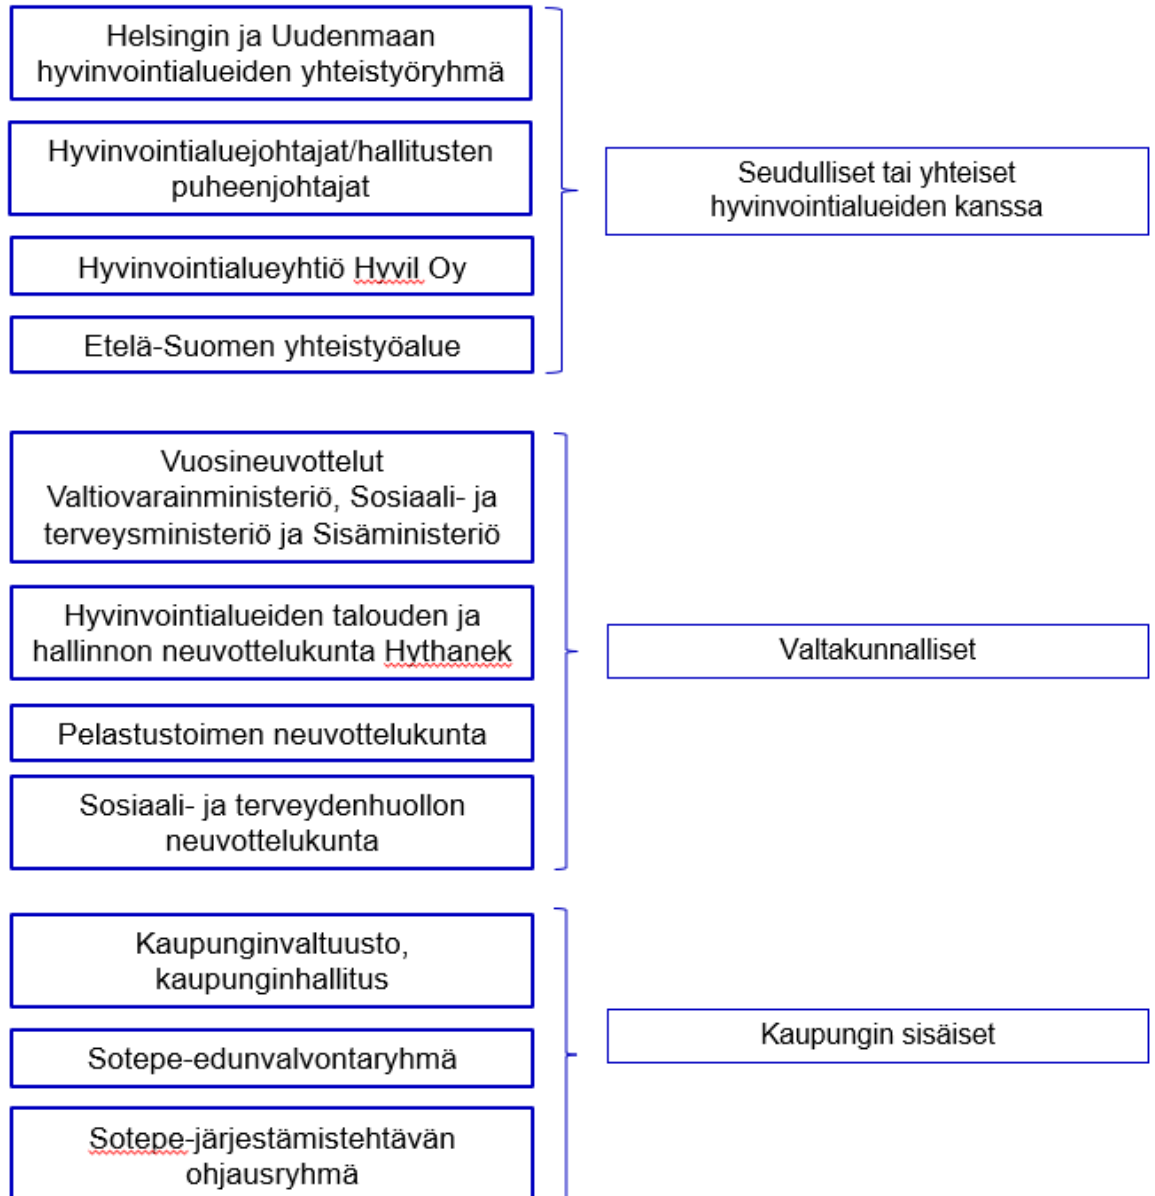 Helsingin ja Uudenmaan
hyvinvointialueiden yhteistyöryhmä
Hyvinvointialuejohtajat/hallitusten
puheenjohtajat
Hyvinvointialueyhtiö Hyvil Oy
Etelä-Suomen yhteistyöalue
Seudulliset tai yhteiset
hyvinvointialueiden kanssa
Vuosineuvottelut
Valtiovarainministeriö, Sosiaali- ja
terveysministeriö ja Sisäministeriö
Hyvinvointialueiden talouden ja
hallinnon neuvottelukunta Hythanek
Pelastustoimen neuvottelukunta
Sosiaali- ja terveydenhuollon
neuvottelukunta
Valtakunnalliset
Kaupunginvaltuusto,
kaupunginhallitus
Sotepe-edunvalvontaryhmä
Sotepe-järjestämistehtävän
ohjausryhmä
Kaupungin sisäiset